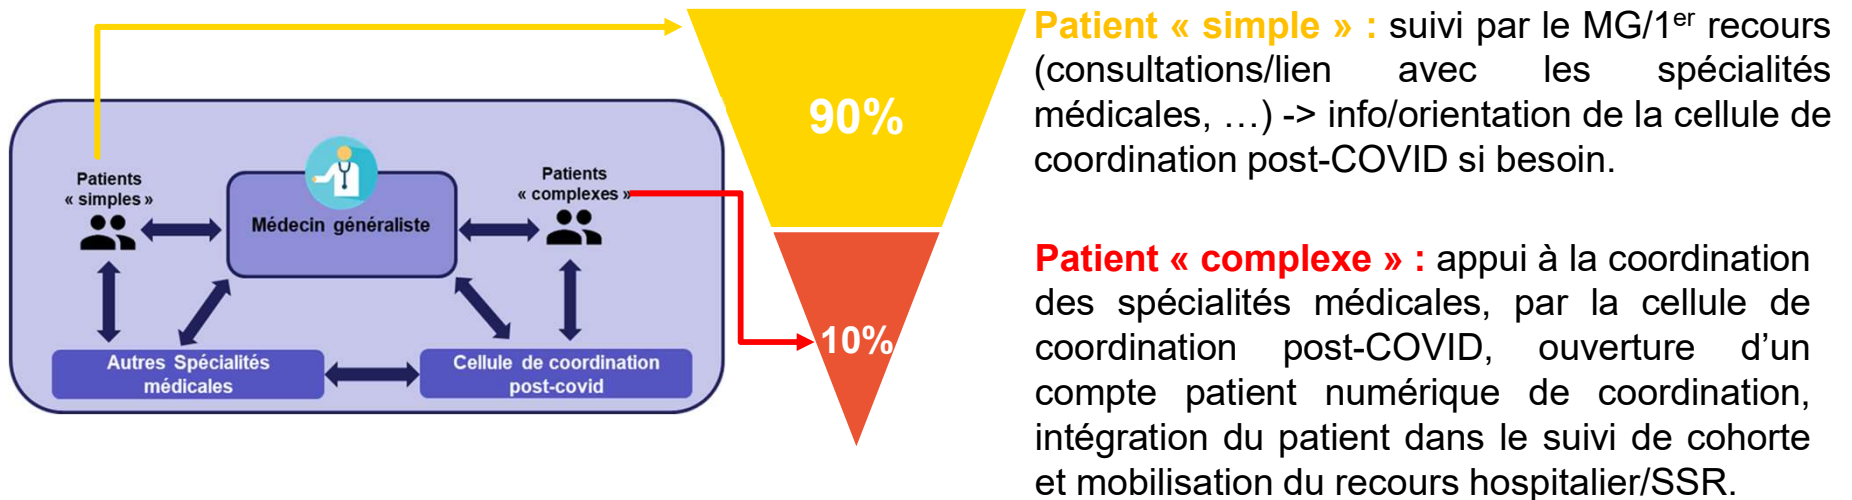 Patients
« simples »
Médecin généraliste
Patients
« complexes »
Autres Spécialités
médicales
Cellule de coordination
post-covid
90%
10%
Patient « simple » : suivi par le MG/1er recours
(consultations/lien avec les spécialités
médicales, …) -> info/orientation de la cellule de
coordination post-COVID si besoin.
Patient « complexe » : appui à la coordination
des spécialités médicales, par la cellule de
coordination post-COVID, ouverture d’un
compte patient numérique de coordination,
intégration du patient dans le suivi de cohorte
et mobilisation du recours hospitalier/SSR.